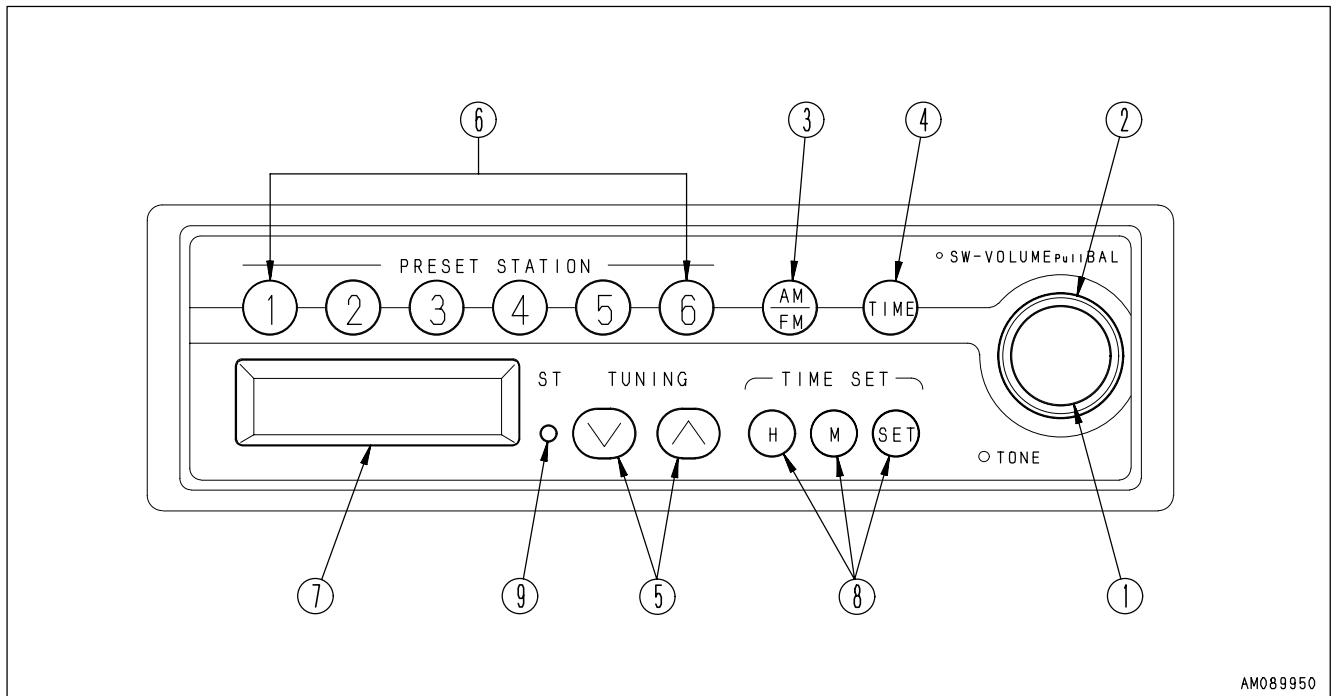 6 3 4 2
SW-VOLUME Pull BAL
PRESET STATION
1 2 3 4 5 6 AM FM TIME
ST TUNING TIME SET
H M SET
TONE
7 9 5 8 1
AM089950